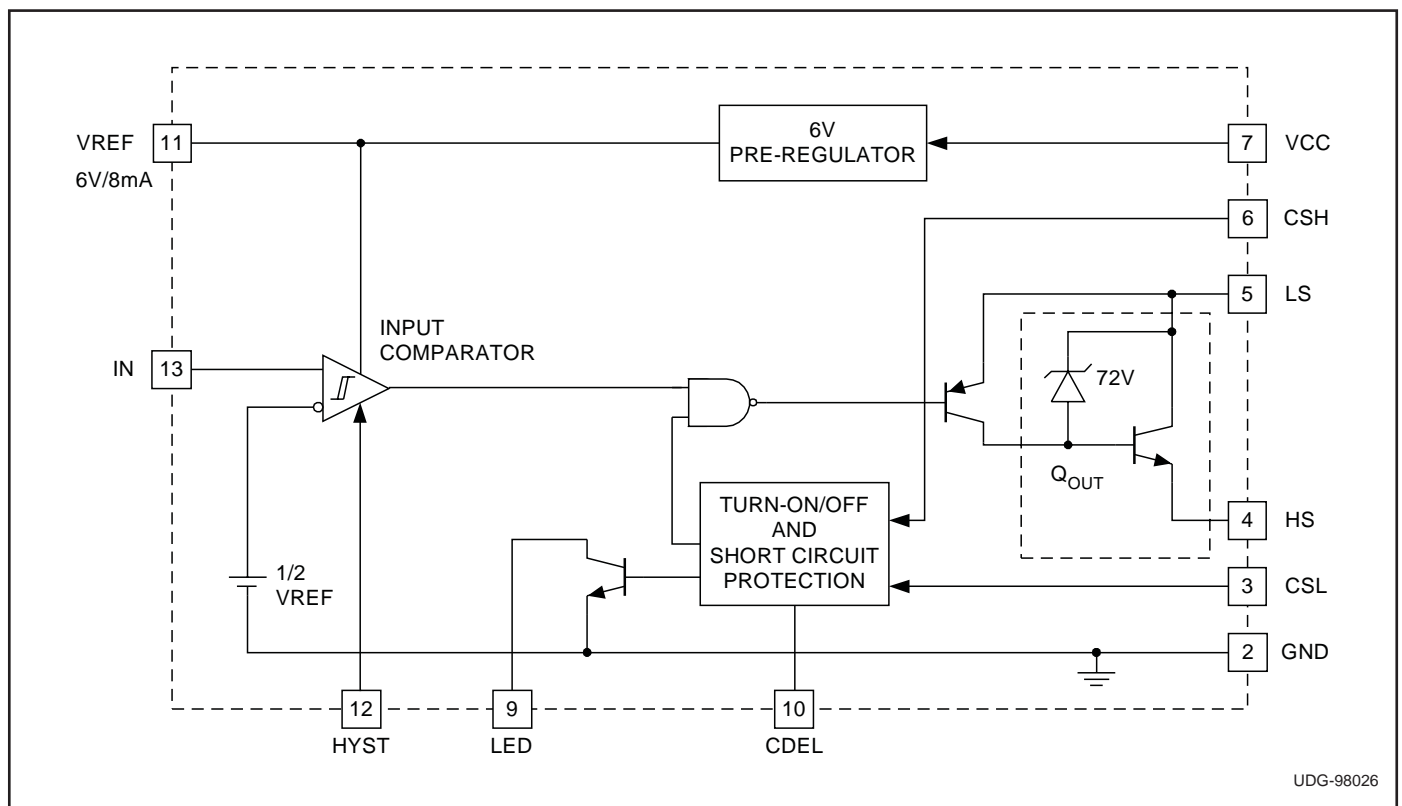 VREF
11
6V/8mA
6V
PRE-REGULATOR
7
VCC
6
CSH
5
LS
INPUT
COMPARATOR
IN
13
72V
QOUT
4
HS
TURN-ON/OFF
AND
SHORT CIRCUIT
PROTECTION
1/2
VREF
3
CSL
2
GND
12
HYST
9
LED
10
CDEL
UDG-98026